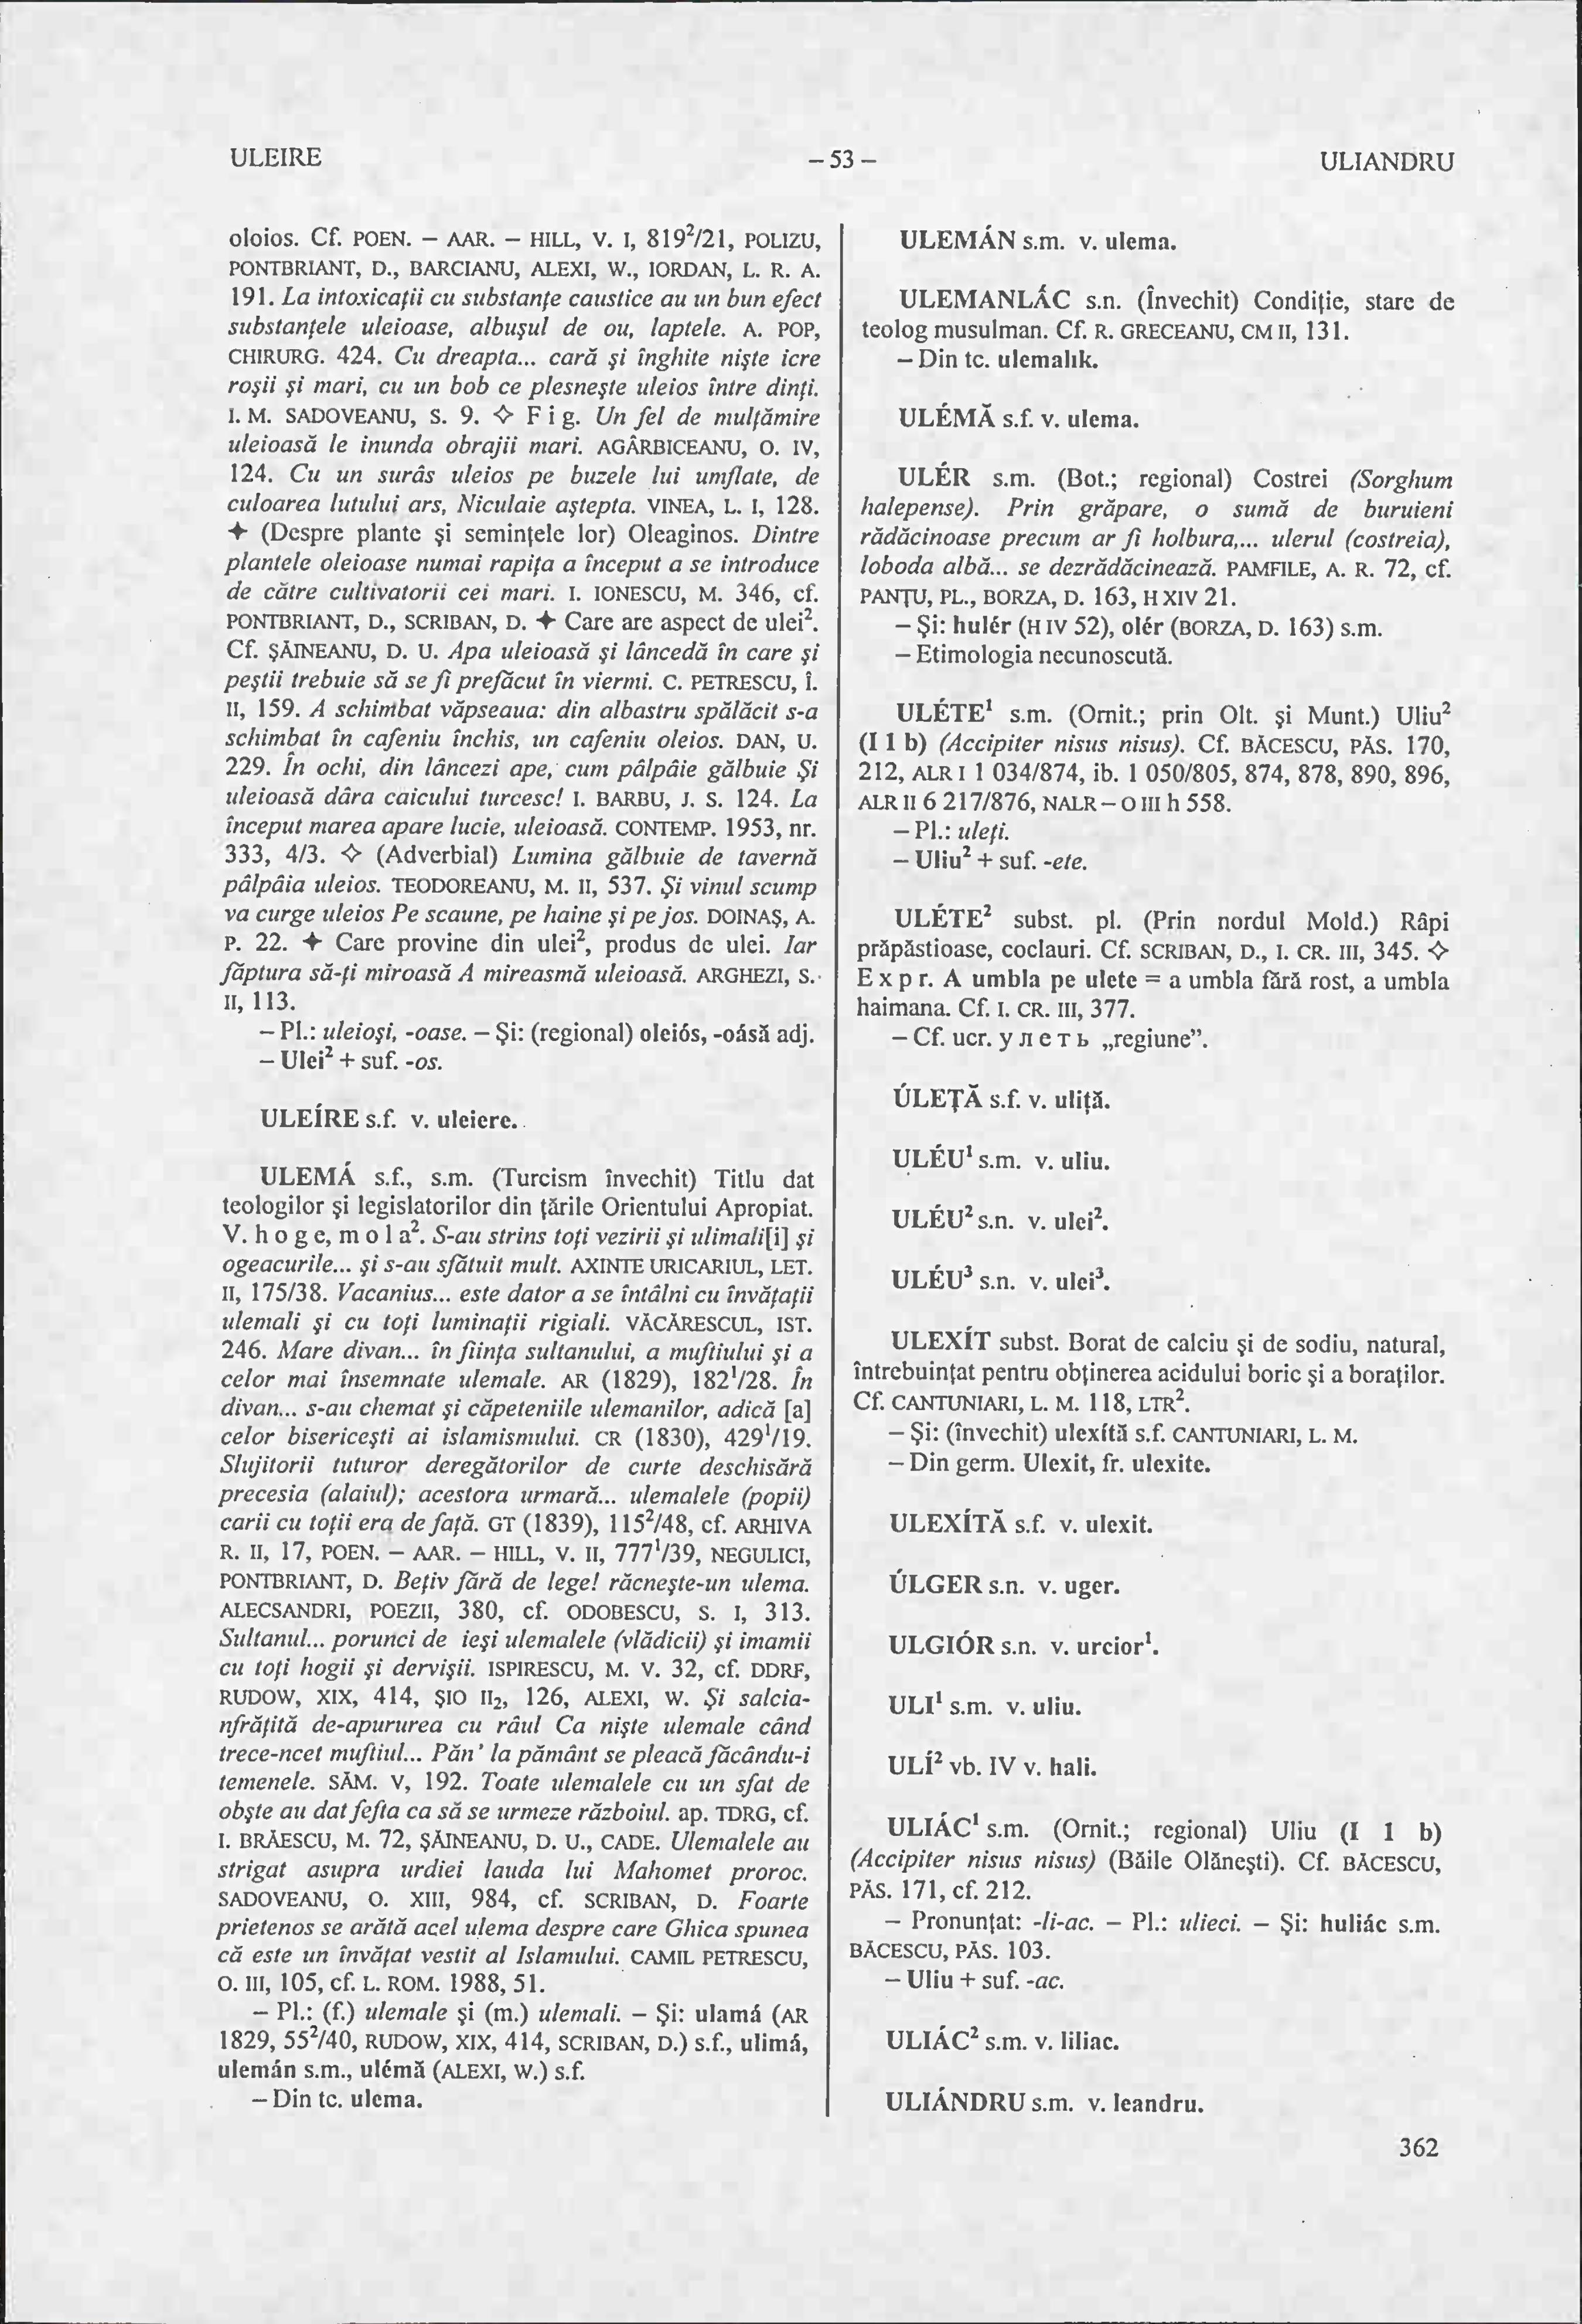 ULEIRE
– 53 –
ULIANDRU
oloios. Cf. POEN. – AAR. – HILL, V. I, 819²/21, POLIZU,
PONTBRIANT, D., BARCIANU, ALEXI, W., IORDAN, L. R. A.
191. La intoxicaţii cu substanţe caustice au un bun efect
substanţele uleioase, albuşul de ou, laptele. A. POP,
CHIRURG. 424. Cu dreapta... cară şi înghite nişte icre
roşii şi mari, cu un bob ce plesneşte uleios între dinţi.
I. M. SADOVEANU, S. 9. ◇ F i g. Un fel de mulţămire
uleioasă le inunda obrajii mari. AGÂRBICEANU, O. IV,
124. Cu un surâs uleios pe buzele lui umflate, de
culoarea lutului ars, Niculaie aştepta. VINEA, L. I, 128.
✦ (Despre plante şi seminţele lor) Oleaginos. Dintre
plantele oleioase numai rapiţa a început a se introduce
de către cultivatorii cei mari. I. IONESCU, M. 346, cf.
PONTBRIANT, D., SCRIBAN, D. ✦ Care are aspect de ulei².
Cf. ŞĂINEANU, D. U. Apa uleioasă şi lâncedă în care şi
peştii trebuie să se fi prefăcut în viermi. C. PETRESCU, Î.
II, 159. A schimbat văpseaua: din albastru spălăcit s-a
schimbat în cafeniu închis, un cafeniu oleios. DAN, U.
229. În ochi, din lâncezi ape, cum pâlpâie gălbuie Şi
uleioasă dâra caicului turcesc! I. BARBU, J. S. 124. La
început marea apare lucie, uleioasă. CONTEMP. 1953, nr.
333, 4/3. ◇ (Adverbial) Lumina gălbuie de tavernă
pâlpâia uleios. TEODOREANU, M. II, 537. Şi vinul scump
va curge uleios Pe scaune, pe haine şi pe jos. DOINAŞ, A.
P. 22. ✦ Care provine din ulei², produs de ulei. Iar
făptura să-ţi miroasă A mireasmă uleioasă. ARGHEZI, S.
II, 113.
– Pl.: uleioşi, -oase. – Şi: (regional) oleiós, -oásă adj.
– Ulei² + suf. -os.
ULEÍRE s.f. v. uleiere.
ULEMÁ s.f., s.m. (Turcism învechit) Titlu dat
teologilor şi legislatorilor din ţările Orientului Apropiat.
V. h o g e, m o l a². S-au strins toţi vezirii şi ulimali[i] şi
ogeacurile... şi s-au sfătuit mult. AXINTE URICARIUL, LET.
II, 175/38. Vacanius... este dator a se întâlni cu învăţaţii
ulemali şi cu toţi luminaţii rigiali. VĂCĂRESCUL, IST.
246. Mare divan... în fiinţa sultanului, a muftiului şi a
celor mai însemnate ulemale. AR (1829), 182¹/28. În
divan... s-au chemat şi căpeteniile ulemanilor, adică [a]
celor bisericeşti ai islamismului. CR (1830), 429¹/19.
Slujitorii tuturor deregătorilor de curte deschisără
precesia (alaiul); acestora urmară... ulemalele (popii)
carii cu toţii era de faţă. GT (1839), 115²/48, cf. ARHIVA
R. II, 17, POEN. – AAR. – HILL, V. II, 777¹/39, NEGULICI,
PONTBRIANT, D. Beţiv fără de lege! răcneşte-un ulema.
ALECSANDRI, POEZII, 380, cf. ODOBESCU, S. I, 313.
Sultanul... porunci de ieşi ulemalele (vlădicii) şi imamii
cu toţi hogii şi dervişii. ISPIRESCU, M. V. 32, cf. DDRF,
RUDOW, XIX, 414, ŞIO II₂, 126, ALEXI, W. Şi salcia-
nfrăţită de-apururea cu râul Ca nişte ulemale când
trece-ncet muftiul... Păn' la pământ se pleacă făcându-i
temenele. SĂM. V, 192. Toate ulemalele cu un sfat de
obşte au dat fefta ca să se urmeze războiul. ap. TDRG, cf.
I. BRĂESCU, M. 72, ŞĂINEANU, D. U., CADE. Ulemalele au
strigat asupra urdiei lauda lui Mahomet proroc.
SADOVEANU, O. XIII, 984, cf. SCRIBAN, D. Foarte
prietenos se arătă acel ulema despre care Ghica spunea
că este un învăţat vestit al Islamului. CAMIL PETRESCU,
O. III, 105, cf. L. ROM. 1988, 51.
– Pl.: (f.) ulemale şi (m.) ulemali. – Şi: ulamá (AR
1829, 55²/40, RUDOW, XIX, 414, SCRIBAN, D.) s.f., ulimá,
ulemán s.m., ulémă (ALEXI, W.) s.f.
– Din tc. ulema.
ULEMÁN s.m. v. ulema.
ULEMANLẤC s.n. (Învechit) Condiţie, stare de
teolog musulman. Cf. R. GRECEANU, CM II, 131.
– Din tc. ulemalık.
ULÉMĂ s.f. v. ulema.
ULÉR s.m. (Bot.; regional) Costrei (Sorghum
halepense). Prin grăpare, o sumă de buruieni
rădăcinoase precum ar fi holbura,... ulerul (costreia),
loboda albă... se dezrădăcinează. PAMFILE, A. R. 72, cf.
PANŢU, PL., BORZA, D. 163, H XIV 21.
– Şi: hulér (H IV 52), olér (BORZA, D. 163) s.m.
– Etimologia necunoscută.
ULÉTE¹ s.m. (Ornit.; prin Olt. şi Munt.) Uliu²
(I 1 b) (Accipiter nisus nisus). Cf. BĂCESCU, PĂS. 170,
212, ALR I 1 034/874, ib. 1 050/805, 874, 878, 890, 896,
ALR II 6 217/876, NALR – O III h 558.
– Pl.: uleţi.
– Uliu² + suf. -ete.
ULÉTE² subst. pl. (Prin nordul Mold.) Râpi
prăpăstioase, coclauri. Cf. SCRIBAN, D., I. CR. III, 345. ◇
E x p r. A umbla pe ulete = a umbla fără rost, a umbla
haimana. Cf. I. CR. III, 377.
– Cf. ucr. у л е т ь „regiune”.
ÚLEŢĂ s.f. v. uliţă.
ULÉU¹ s.m. v. uliu.
ULÉU² s.n. v. ulei².
ULÉU³ s.n. v. ulei³.
ULEXÍT subst. Borat de calciu şi de sodiu, natural,
întrebuinţat pentru obţinerea acidului boric şi a boraţilor.
Cf. CANTUNIARI, L. M. 118, LTR².
– Şi: (învechit) ulexítă s.f. CANTUNIARI, L. M.
– Din germ. Ulexit, fr. ulexite.
ULEXÍTĂ s.f. v. ulexit.
ÚLGER s.n. v. uger.
ULGIÓR s.n. v. urcior¹.
ULI¹ s.m. v. uliu.
ULÍ² vb. IV v. hali.
ULIÁC¹ s.m. (Ornit.; regional) Uliu (I 1 b)
(Accipiter nisus nisus) (Băile Olăneşti). Cf. BĂCESCU,
PĂS. 171, cf. 212.
– Pronunţat: -li-ac. – Pl.: ulieci. – Şi: huliác s.m.
BĂCESCU, PĂS. 103.
– Uliu + suf. -ac.
ULIÁC² s.m. v. liliac.
ULIÁNDRU s.m. v. leandru.
362